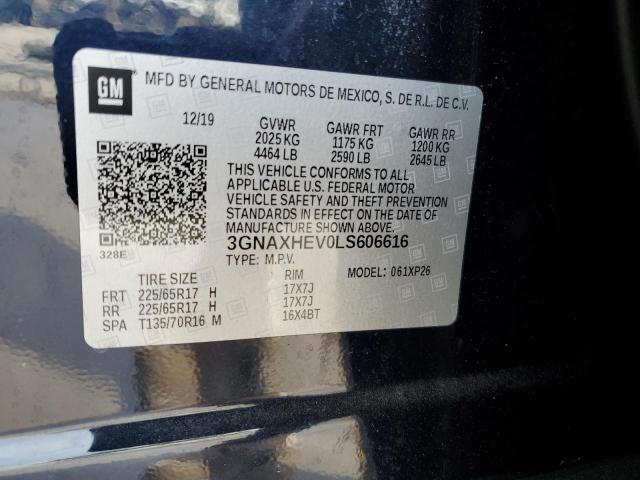 GM MFD BY GENERAL MOTORS DE MEXICO, S. DE R.L. DE C.V.
12/19 GVWR GAWR FRT GAWR RR
2025 KG 1175 KG 1200 KG
4464 LB 2590 LB 2645 LB
THIS VEHICLE CONFORMS TO ALL
APPLICABLE U.S. FEDERAL MOTOR
VEHICLE SAFETY AND THEFT PREVENTION
STANDARDS IN EFFECT ON THE DATE OF
MANUFACTURE SHOWN ABOVE.
3GNAXHEV0LS606616
328E TYPE: M.P.V. MODEL: 061XP26
TIRE SIZE RIM
FRT 225/65R17 H 17X7J
RR 225/65R17 H 17X7J
SPA T135/70R16 M 16X4BT